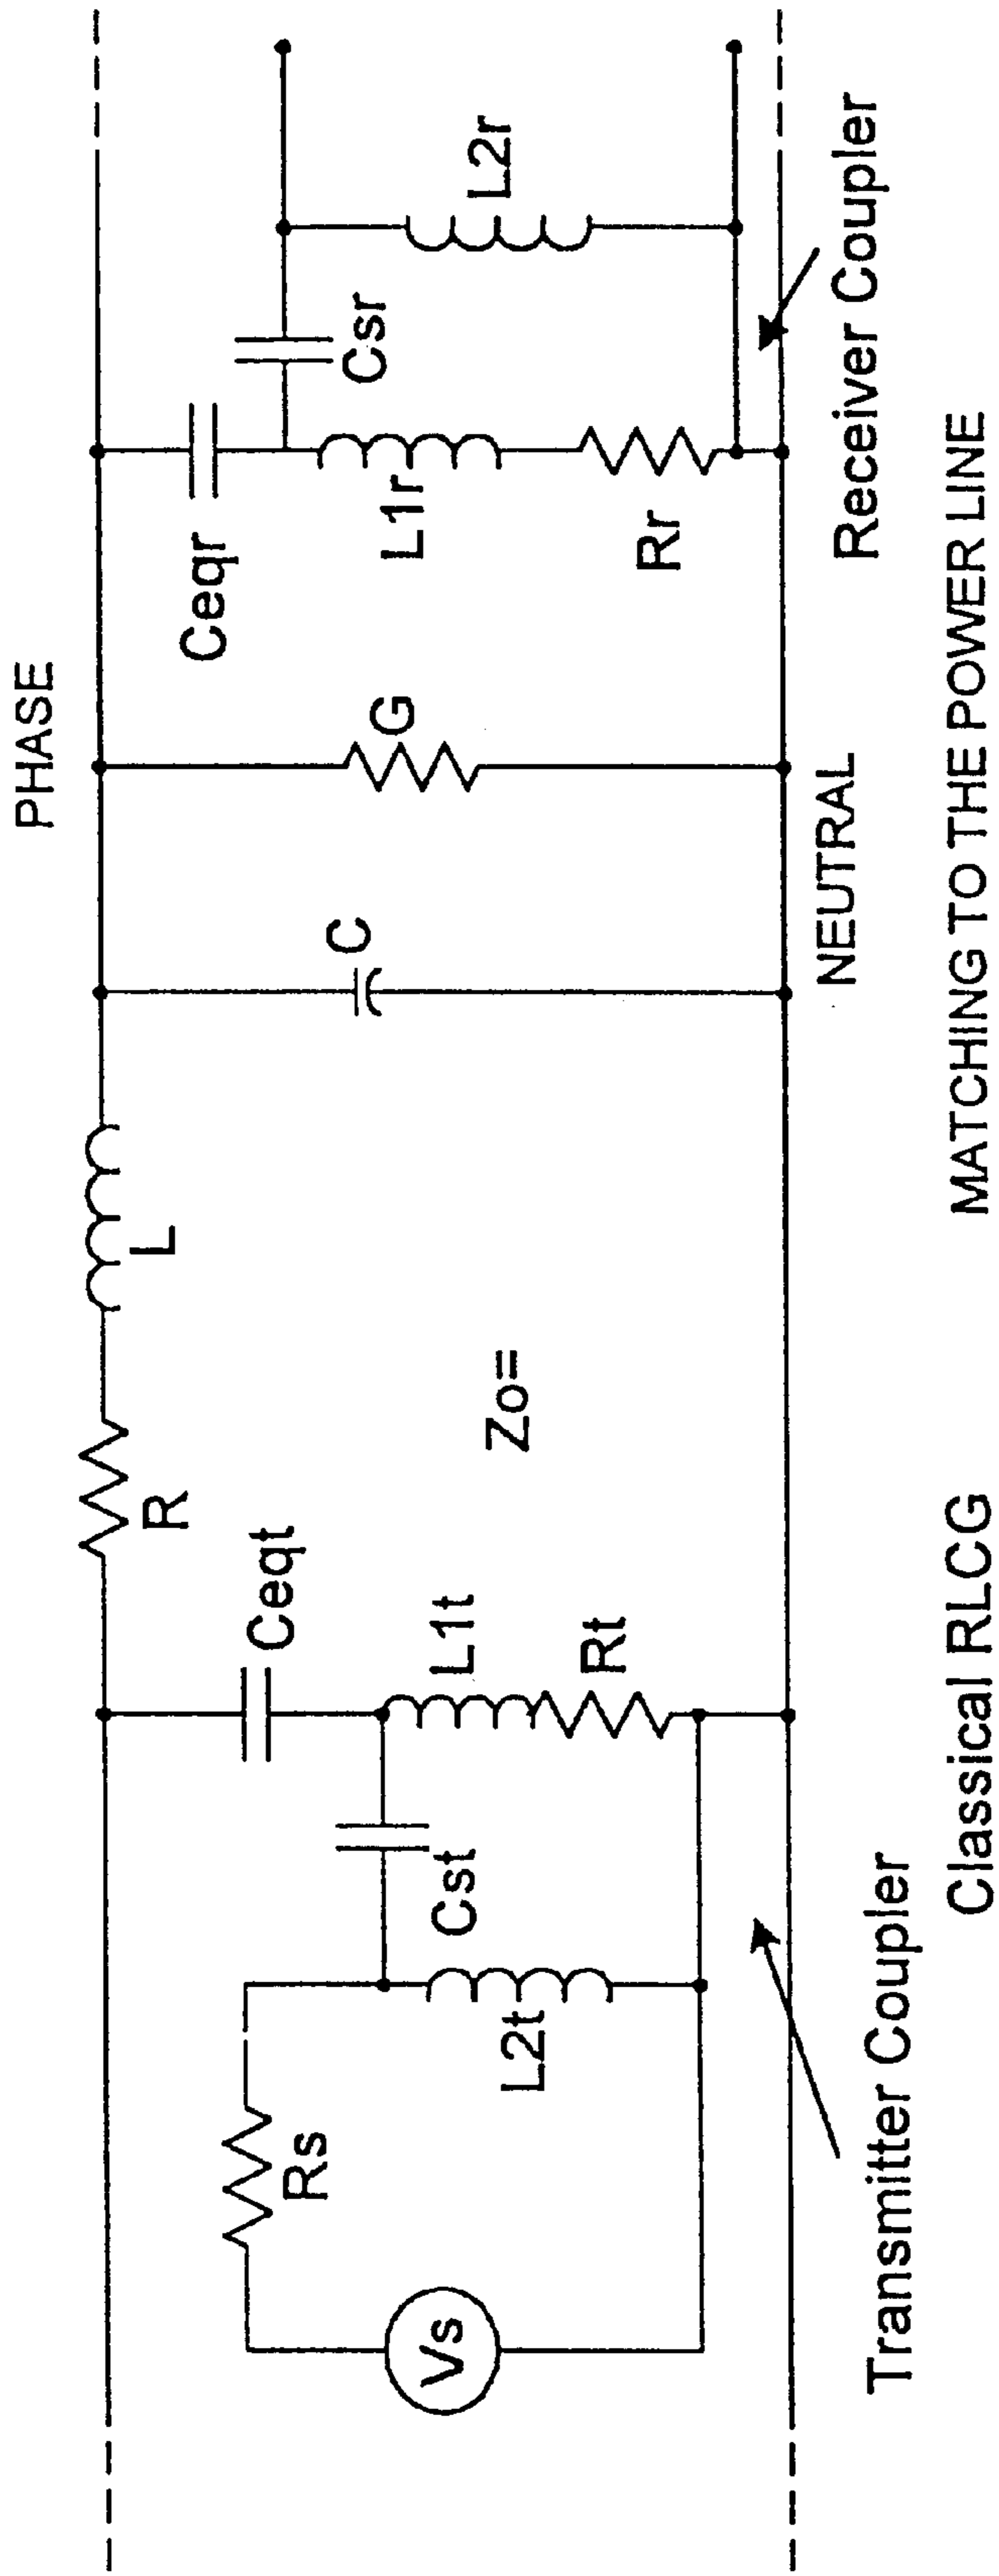 PHASE
R
L
C
G
Ceqt
Ceqr
Rs
Vs
L2t
Cst
L1t
Rt
Zo=
L1r
Rr
Csr
L2r
NEUTRAL
Transmitter Coupler
Receiver Coupler
Classical RLCG
MATCHING TO THE POWER LINE